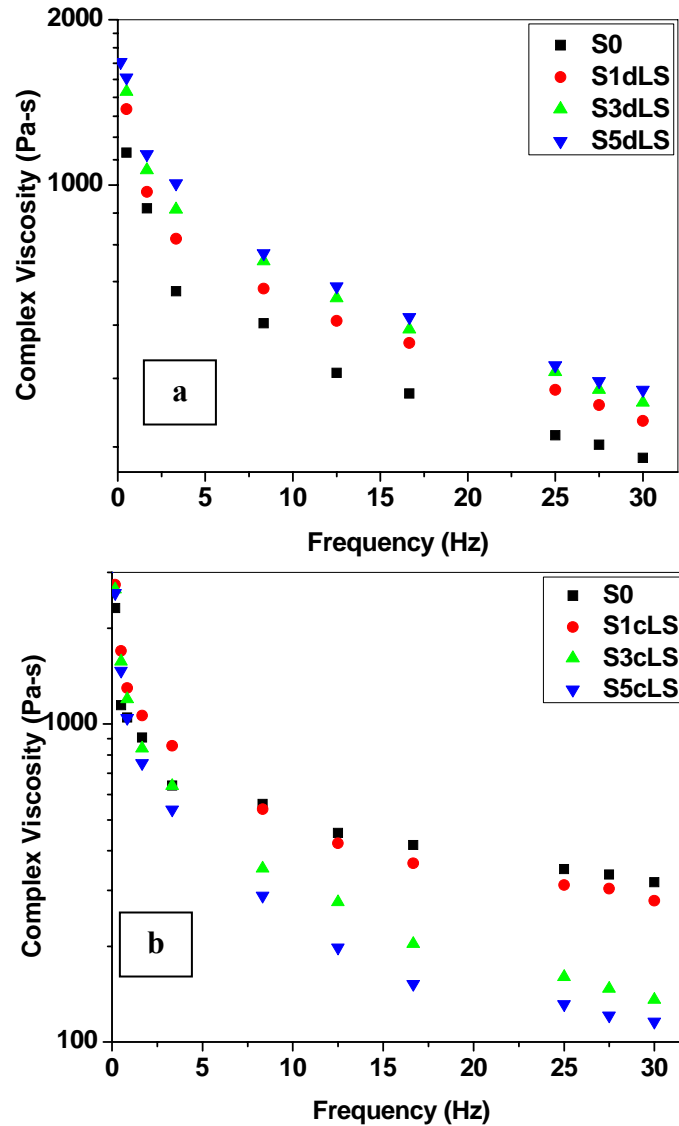 2000
1000
Complex Viscosity (Pa-s)
S0
S1dLS
S3dLS
S5dLS
a
0 5 10 15 20 25 30
Frequency (Hz)
1000
100
Complex Viscosity (Pa-s)
S0
S1cLS
S3cLS
S5cLS
b
0 5 10 15 20 25 30
Frequency (Hz)